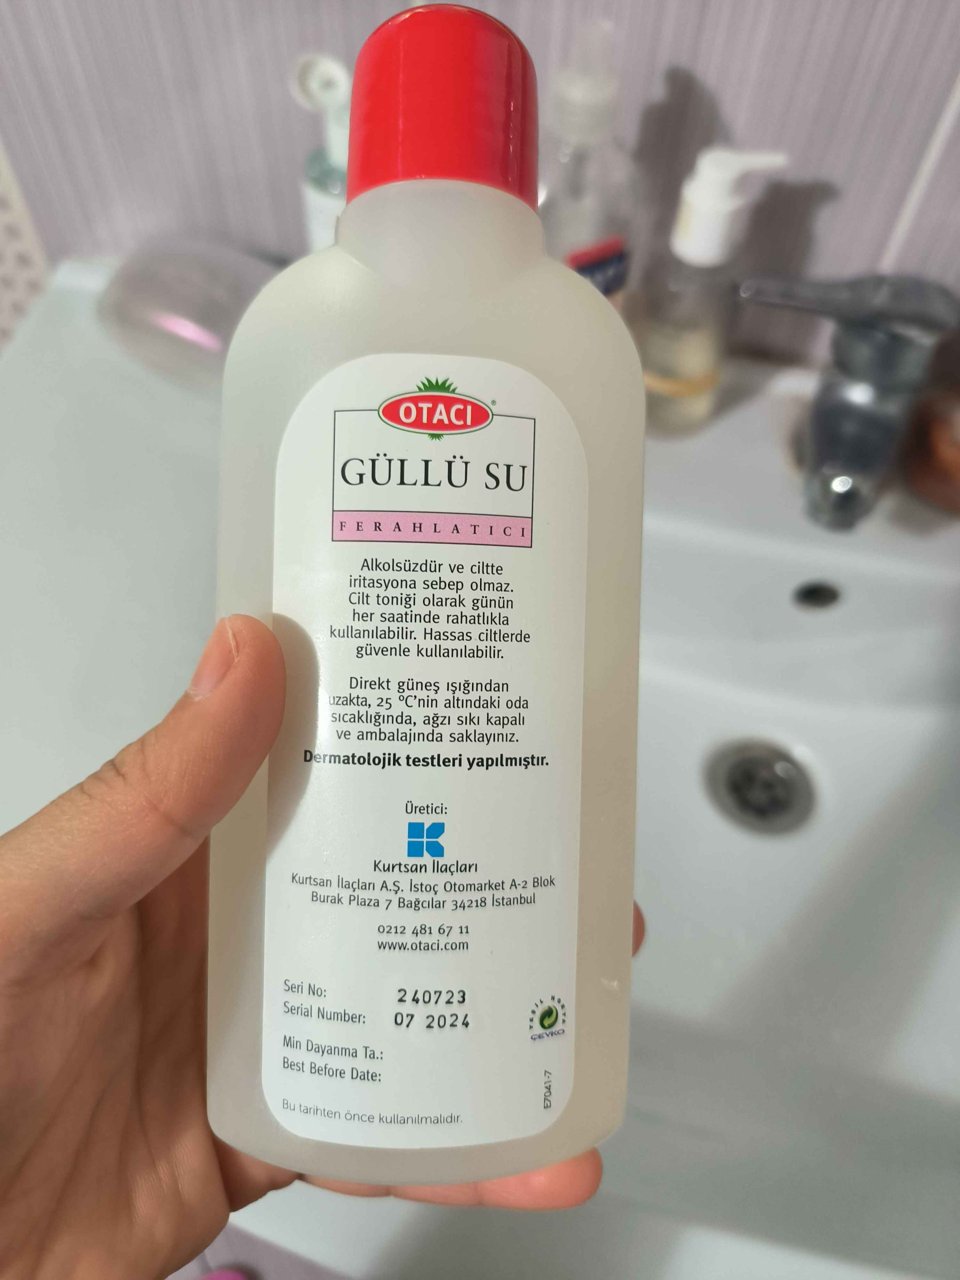 OTACI®
GÜLLÜ SU
FERAHLATICI
Alkolsüzdür ve ciltte
iritasyona sebep olmaz.
Cilt toniği olarak günün
her saatinde rahatlıkla
kullanılabilir. Hassas ciltlerde
güvenle kullanılabilir.
Direkt güneş ışığından
uzakta, 25 °C'nin altındaki oda
sıcaklığında, ağzı sıkı kapalı
ve ambalajında saklayınız.
Dermatolojik testleri yapılmıştır.
Üretici:
Kurtsan İlaçları
Kurtsan İlaçları A.Ş. İstoç Otomarket A-2 Blok
Burak Plaza 7 Bağcılar 34218 İstanbul
0212 481 67 11
www.otaci.com
Seri No: 240723
Serial Number: 07 2024
Min Dayanma Ta.:
Best Before Date:
Bu tarihten önce kullanılmalıdır.
YEŞİL NOKTA
ÇEVKO
E7041-7